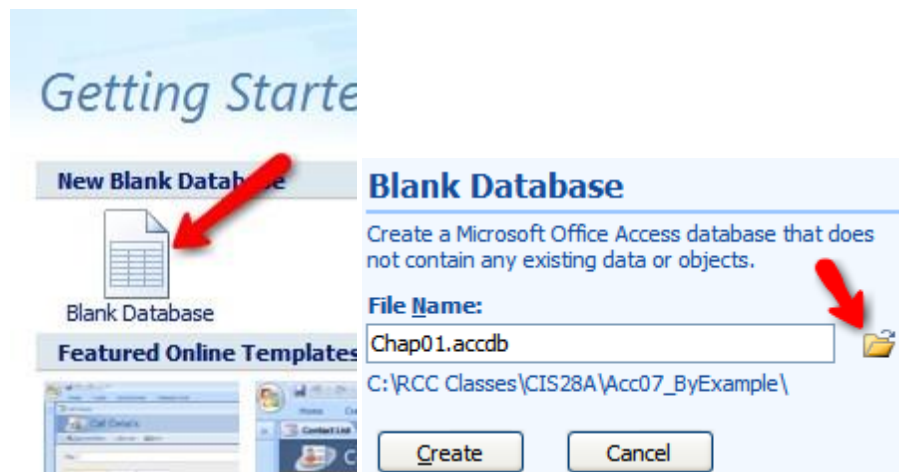 Getting Starte
New Blank Database
Blank Database
Featured Online Templates
Blank Database
Create a Microsoft Office Access database that does
not contain any existing data or objects.
File Name:
Chap01.accdb
C:\RCC Classes\CIS28A\Acc07_ByExample\
Create
Cancel